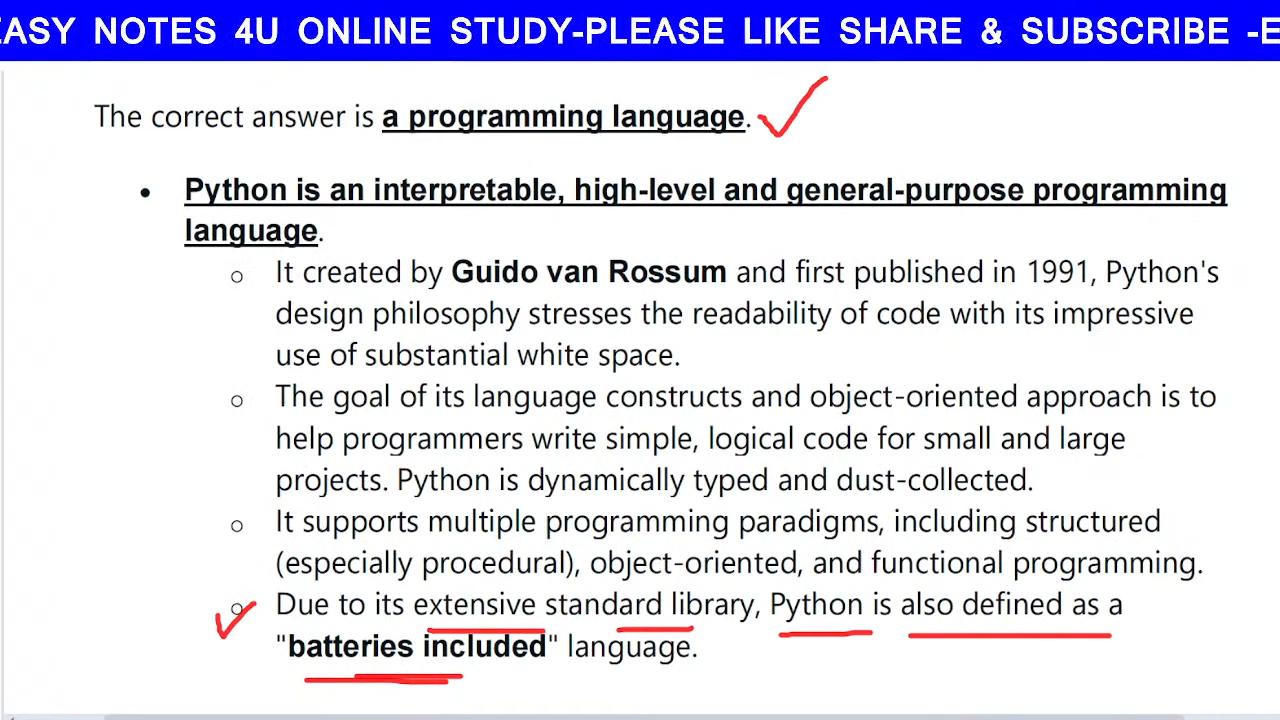 EASY NOTES 4U ONLINE STUDY-PLEASE LIKE SHARE & SUBSCRIBE -E
The correct answer is a programming language.
• Python is an interpretable, high-level and general-purpose programming
language.
○ It created by Guido van Rossum and first published in 1991, Python's
design philosophy stresses the readability of code with its impressive
use of substantial white space.
○ The goal of its language constructs and object-oriented approach is to
help programmers write simple, logical code for small and large
projects. Python is dynamically typed and dust-collected.
○ It supports multiple programming paradigms, including structured
(especially procedural), object-oriented, and functional programming.
○ Due to its extensive standard library, Python is also defined as a
"batteries included" language.